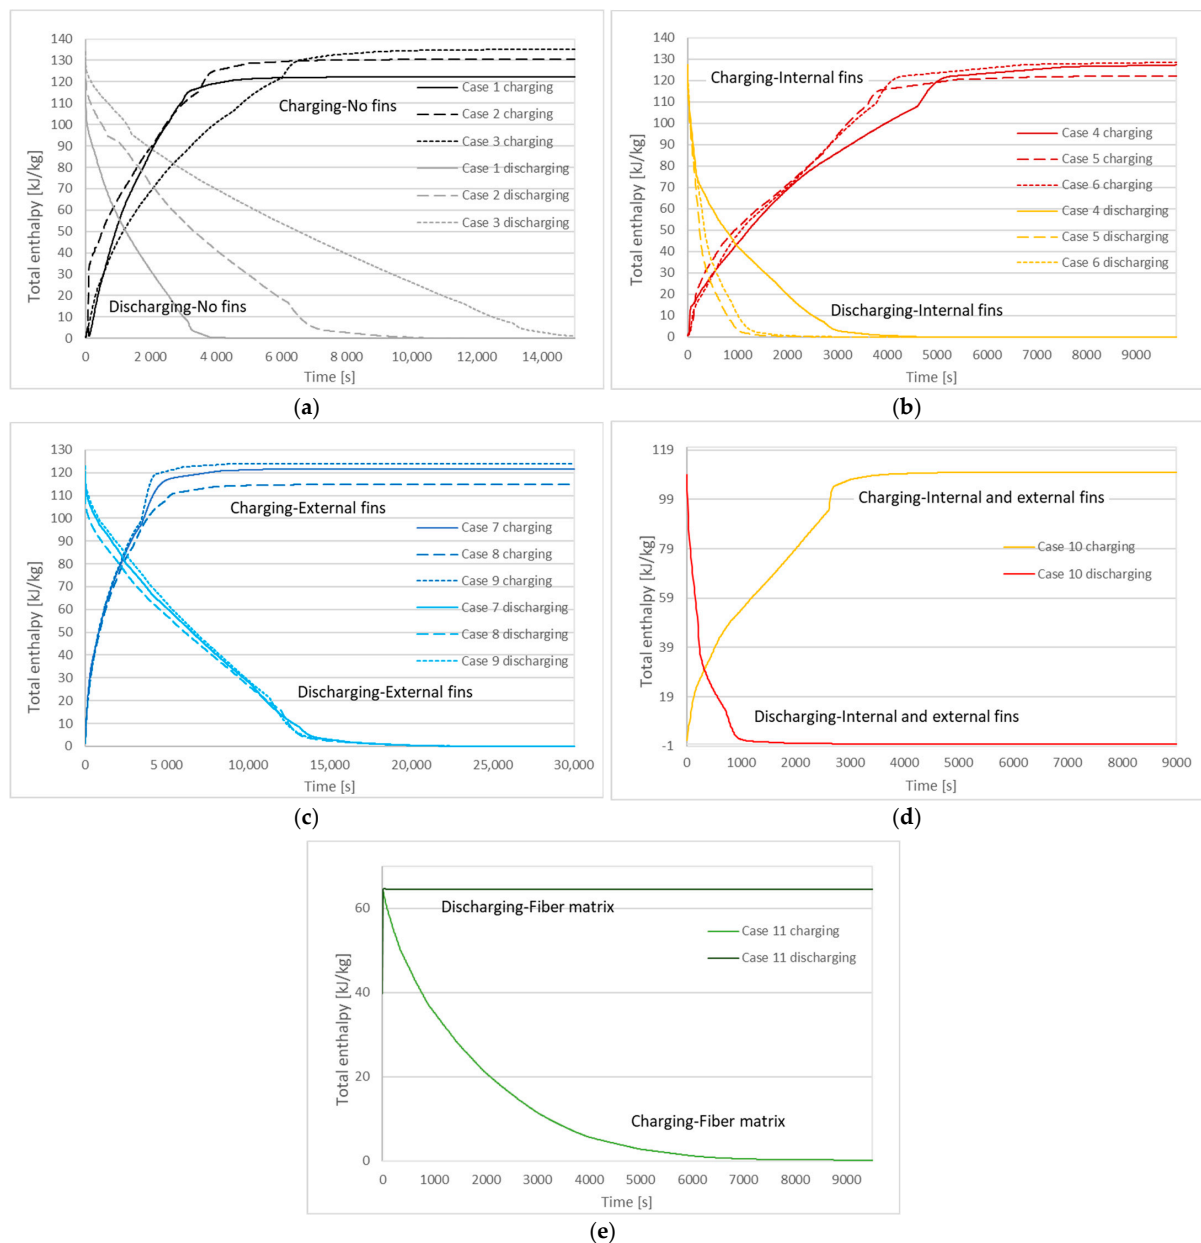 140
130
120
110
100
90
80
70
60
50
40
30
20
10
0
Total enthalpy [kJ/kg]
Charging-No fins
Case 1 charging
Case 2 charging
Case 3 charging
Case 1 discharging
Case 2 discharging
Case 3 discharging
Discharging-No fins
0 2 000 4 000 6 000 8 000 10,000 12,000 14,000
Time [s]
(a)
140
130
120
110
100
90
80
70
60
50
40
30
20
10
0
Total enthalpy [kJ/kg]
Charging-Internal fins
Case 4 charging
Case 5 charging
Case 6 charging
Case 4 discharging
Case 5 discharging
Case 6 discharging
Discharging-Internal fins
0 1000 2000 3000 4000 5000 6000 7000 8000 9000
Time [s]
(b)
130
120
110
100
90
80
70
60
50
40
30
20
10
0
Total enthalpy [kJ/kg]
Charging-External fins
Case 7 charging
Case 8 charging
Case 9 charging
Case 7 discharging
Case 8 discharging
Case 9 discharging
Discharging-External fins
0 5 000 10,000 15,000 20,000 25,000 30,000
Time [s]
(c)
119
99
79
59
39
19
-1
Total enthalpy [kJ/kg]
Charging-Internal and external fins
Case 10 charging
Case 10 discharging
Discharging-Internal and external fins
0 1000 2000 3000 4000 5000 6000 7000 8000 9000
Time [s]
(d)
60
40
20
0
Total enthalpy [kJ/kg]
Discharging-Fiber matrix
Case 11 charging
Case 11 discharging
Charging-Fiber matrix
0 1000 2000 3000 4000 5000 6000 7000 8000 9000
Time [s]
(e)